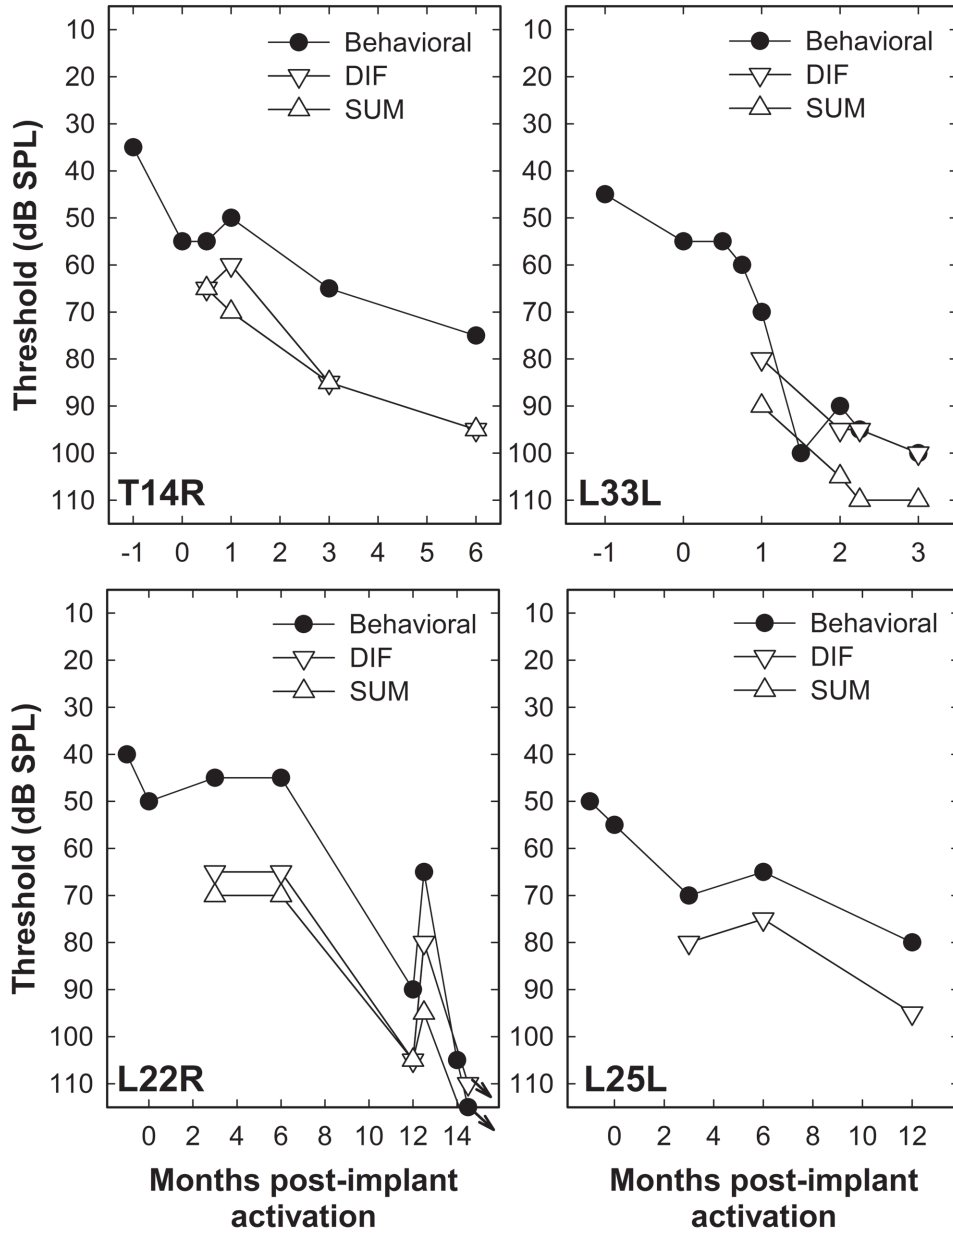 Behavioral
DIF
SUM
10
20
30
40
50
60
70
80
90
100
110
Threshold (dB SPL)
T14R
-1 0 1 2 3 4 5 6
Behavioral
DIF
SUM
10
20
30
40
50
60
70
80
90
100
110
L33L
-1 0 1 2 3
Behavioral
DIF
SUM
10
20
30
40
50
60
70
80
90
100
110
Threshold (dB SPL)
L22R
0 2 4 6 8 10 12 14
Months post-implant
activation
Behavioral
DIF
SUM
10
20
30
40
50
60
70
80
90
100
110
L25L
0 2 4 6 8 10 12
Months post-implant
activation